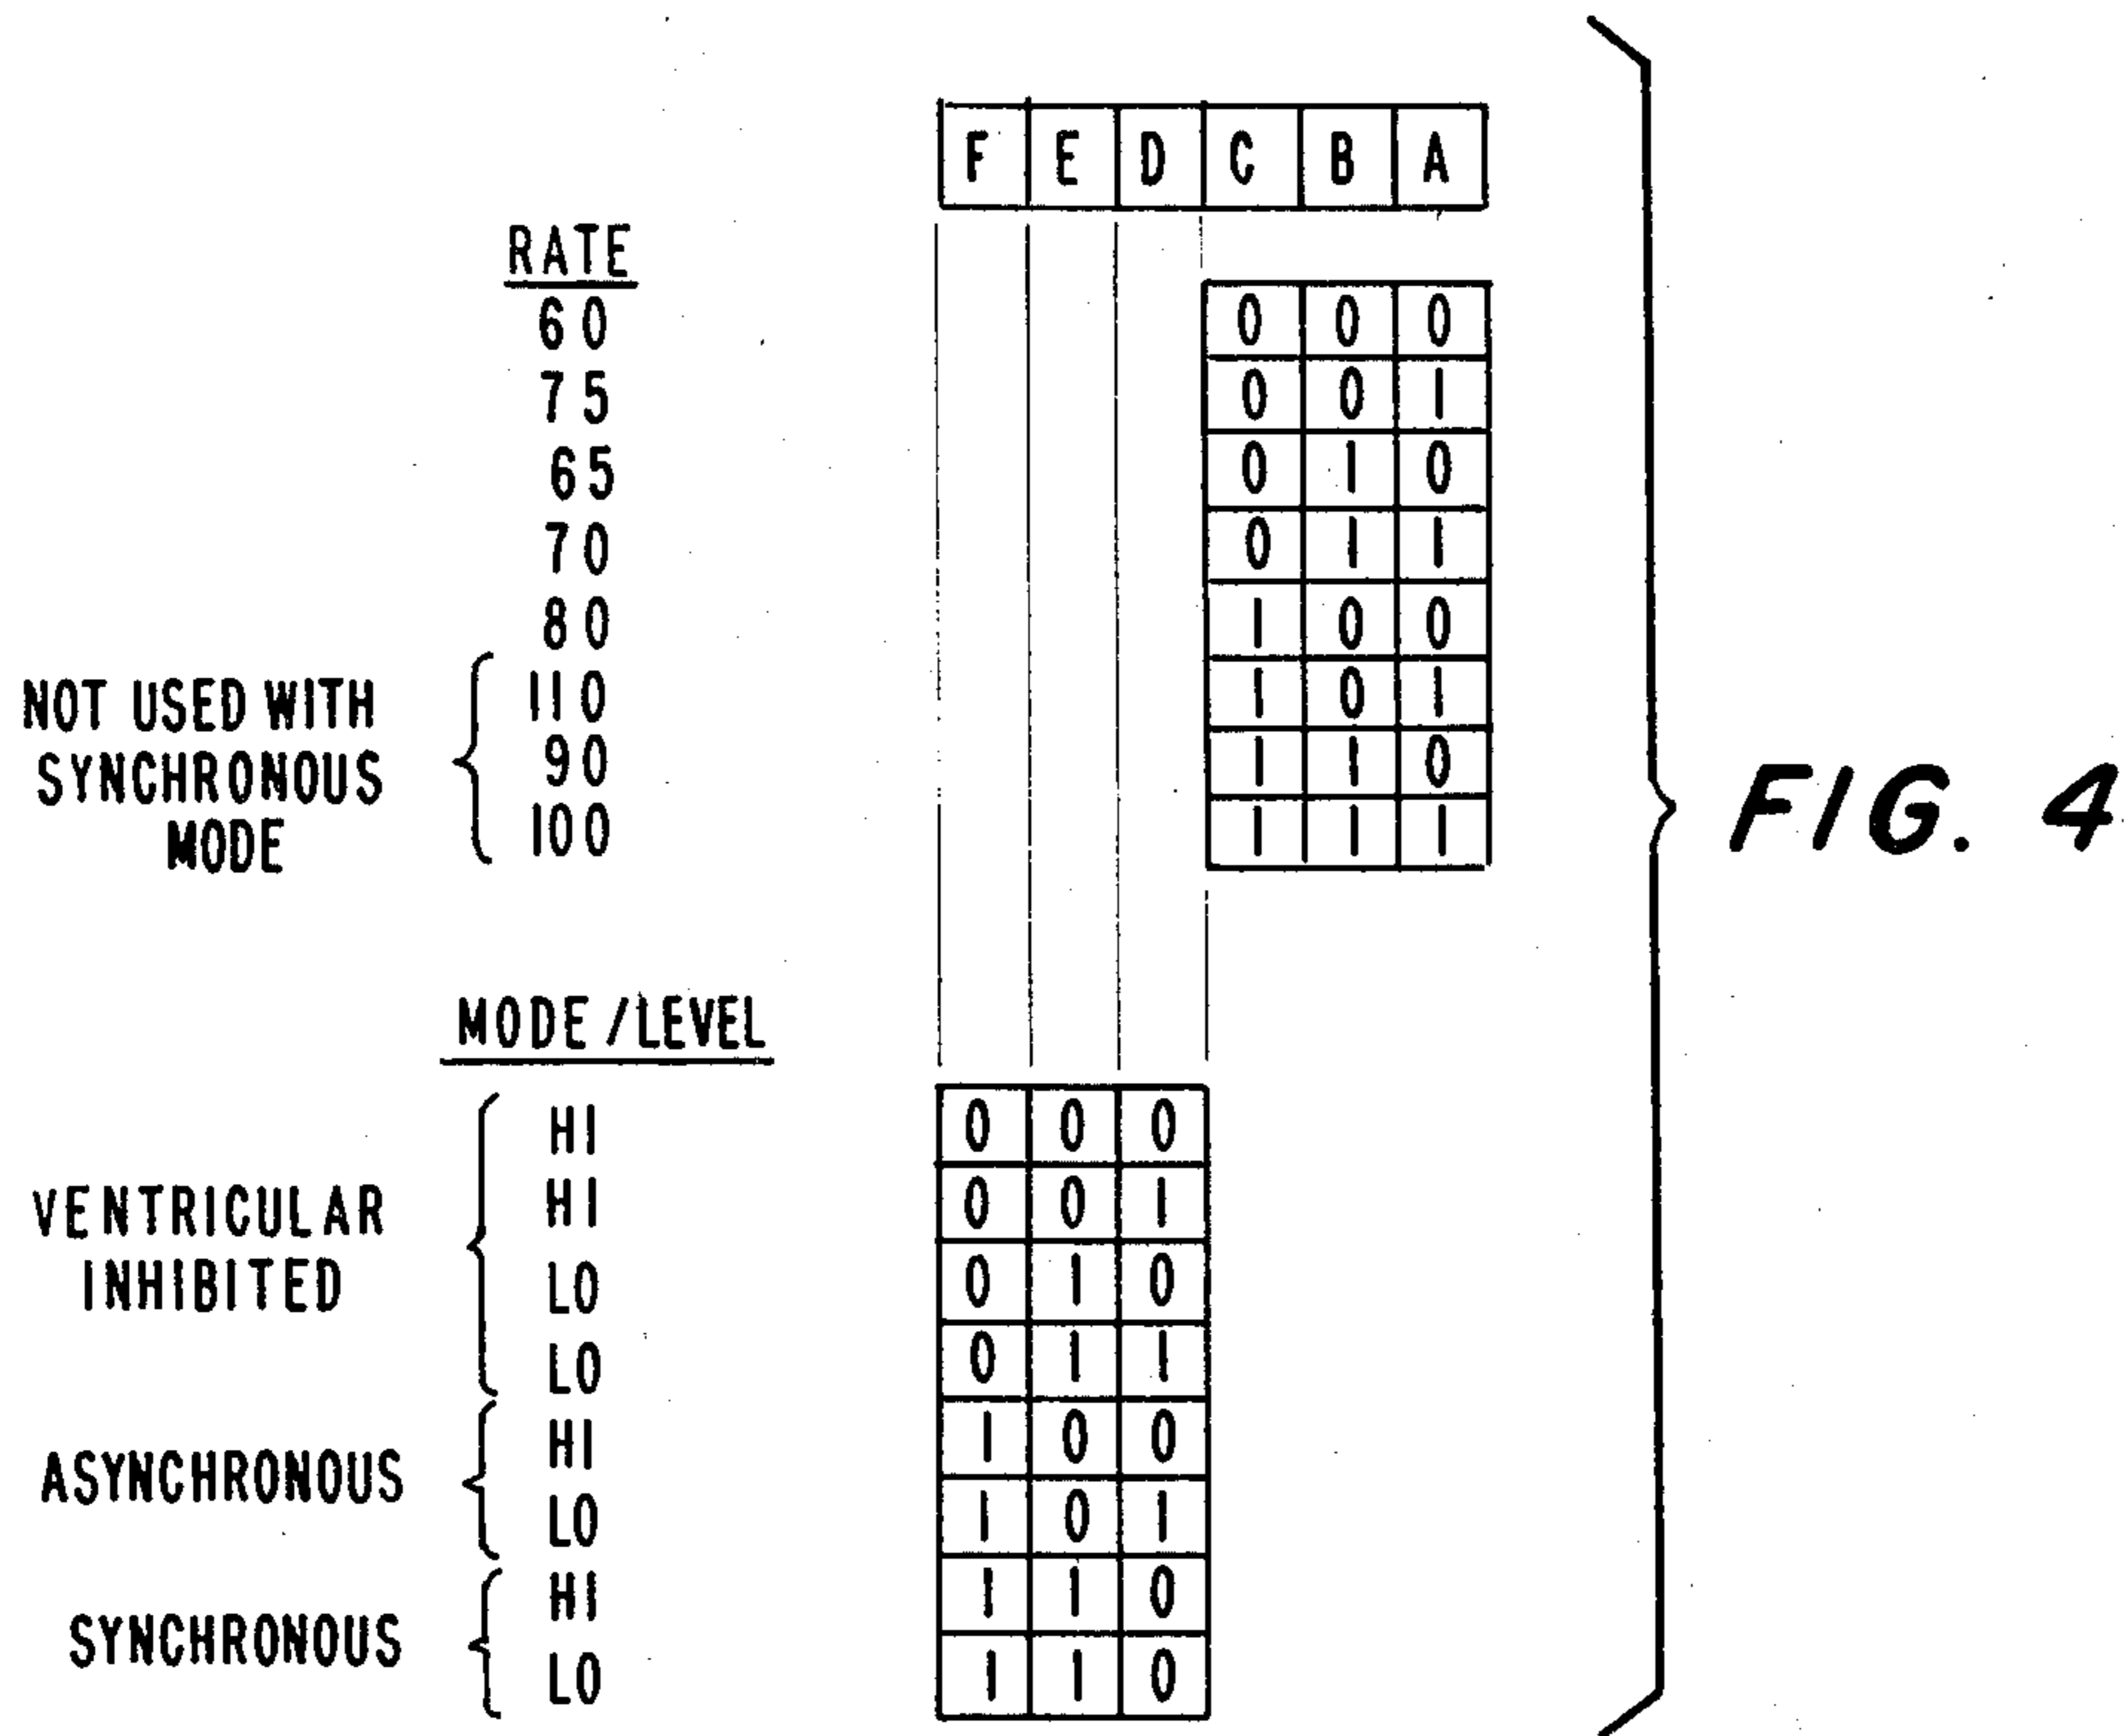 F E D C B A
RATE
60 0 0 0
75 0 0 1
65 0 1 0
70 0 1 1
80 1 0 0
NOT USED WITH
SYNCHRONOUS
MODE
110 1 0 1
90 1 1 0
100 1 1 1
FIG. 4
MODE/LEVEL
VENTRICULAR
INHIBITED
HI 0 0 0
HI 0 0 1
LO 0 1 0
LO 0 1 1
ASYNCHRONOUS
HI 1 0 0
LO 1 0 1
SYNCHRONOUS
HI 1 1 0
LO 1 1 0